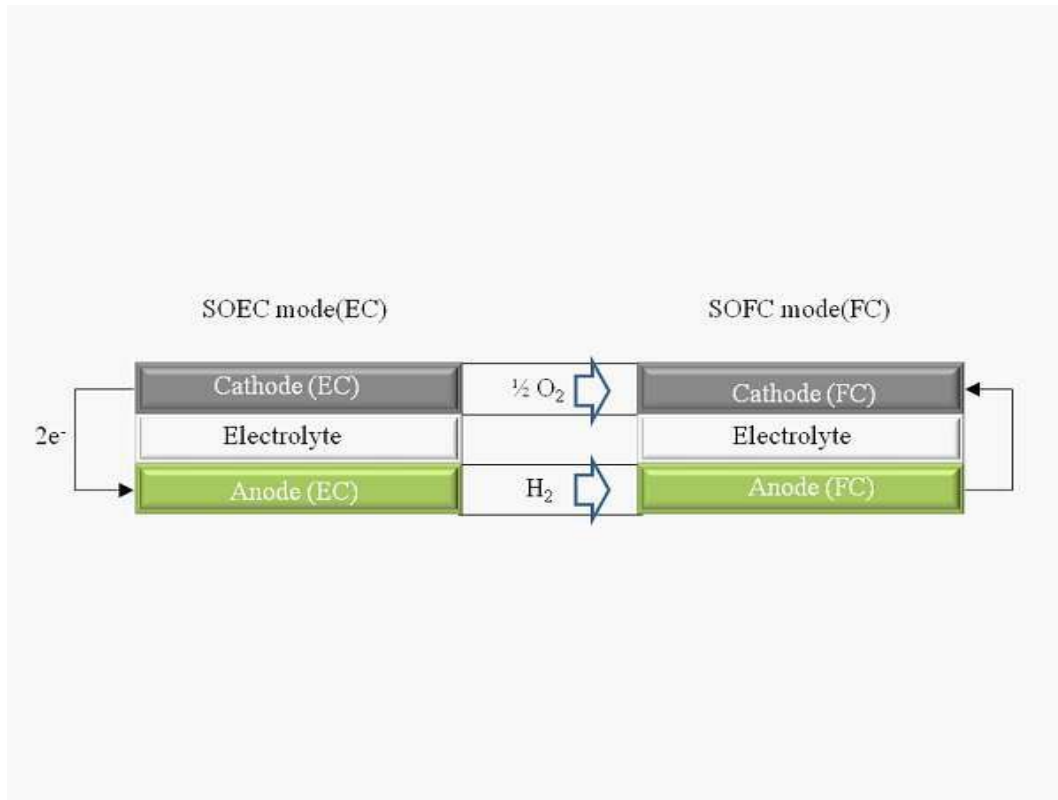 SOEC mode(EC)
SOFC mode(FC)
Cathode (EC)
½ O₂
Cathode (FC)
2e⁻
Electrolyte
Electrolyte
Anode (EC)
H₂
Anode (FC)